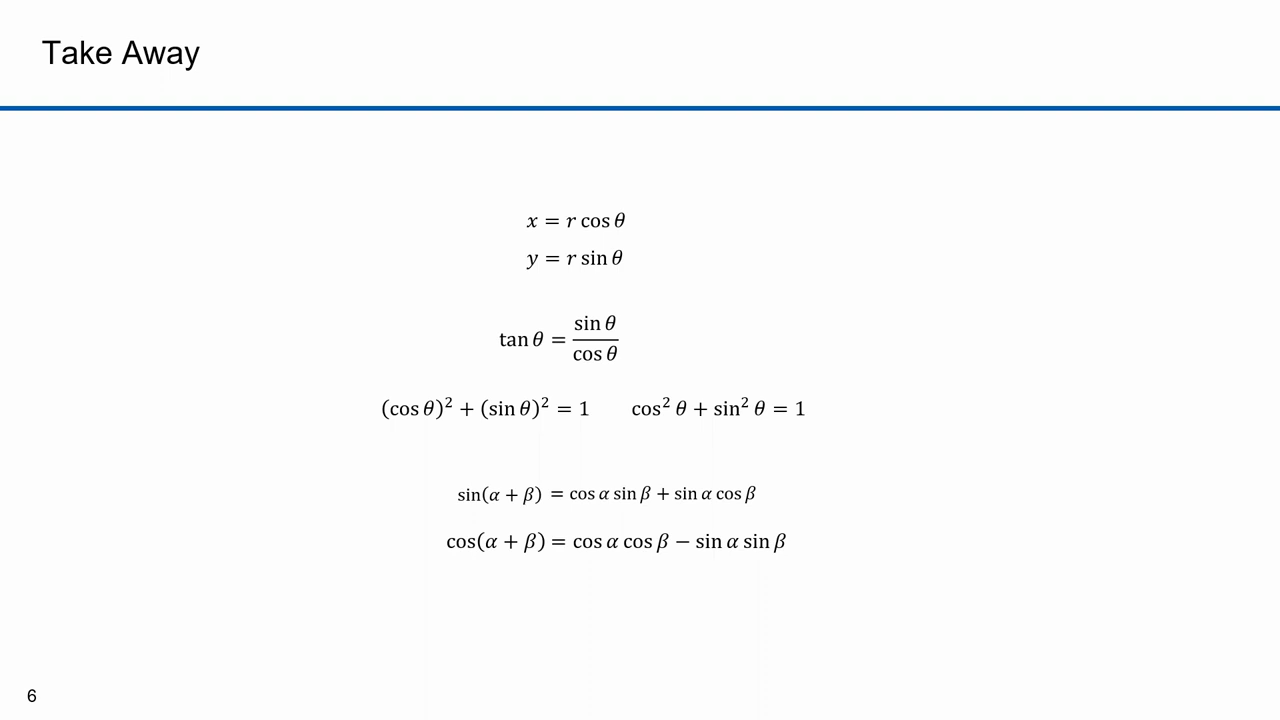 Take Away
x = r cos θ
y = r sin θ
tan θ = sin θ / cos θ
(cos θ)² + (sin θ)² = 1 cos² θ + sin² θ = 1
sin(α + β) = cos α sin β + sin α cos β
cos(α + β) = cos α cos β − sin α sin β
6